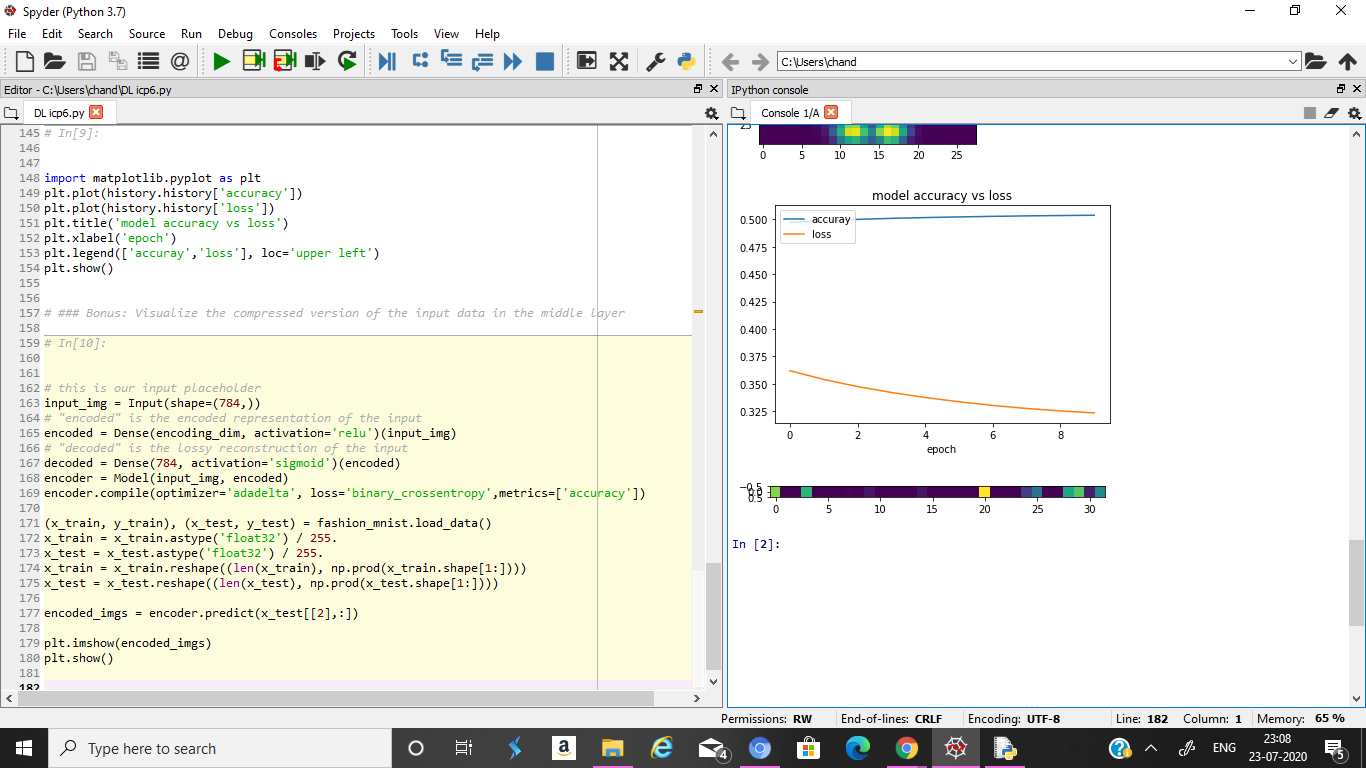 Spyder (Python 3.7)
File Edit Search Source Run Debug Consoles Projects Tools View Help
C:\Users\chand
Editor - C:\Users\chand\DL icp6.py
DL icp6.py
145 # In[9]:
146
147
148 import matplotlib.pyplot as plt
149 plt.plot(history.history['accuracy'])
150 plt.plot(history.history['loss'])
151 plt.title('model accuracy vs loss')
152 plt.xlabel('epoch')
153 plt.legend(['accuray','loss'], loc='upper left')
154 plt.show()
155
156
157 # ### Bonus: Visualize the compressed version of the input data in the middle layer
158
159 # In[10]:
160
161
162 # this is our input placeholder
163 input_img = Input(shape=(784,))
164 # "encoded" is the encoded representation of the input
165 encoded = Dense(encoding_dim, activation='relu')(input_img)
166 # "decoded" is the lossy reconstruction of the input
167 decoded = Dense(784, activation='sigmoid')(encoded)
168 encoder = Model(input_img, encoded)
169 encoder.compile(optimizer='adadelta', loss='binary_crossentropy',metrics=['accuracy'])
170
171 (x_train, y_train), (x_test, y_test) = fashion_mnist.load_data()
172 x_train = x_train.astype('float32') / 255.
173 x_test = x_test.astype('float32') / 255.
174 x_train = x_train.reshape((len(x_train), np.prod(x_train.shape[1:])))
175 x_test = x_test.reshape((len(x_test), np.prod(x_test.shape[1:])))
176
177 encoded_imgs = encoder.predict(x_test[[2],:])
178
179 plt.imshow(encoded_imgs)
180 plt.show()
181
182
IPython console
Console 1/A
25
0 5 10 15 20 25
model accuracy vs loss
accuray
loss
0.500
0.475
0.450
0.425
0.400
0.375
0.350
0.325
0 2 4 6 8
epoch
−0.5
0.0
0.5
0 5 10 15 20 25 30
In [2]:
Permissions: RW End-of-lines: CRLF Encoding: UTF-8 Line: 182 Column: 1 Memory: 65 %
Type here to search
a
4
ENG
23:08
23-07-2020
5